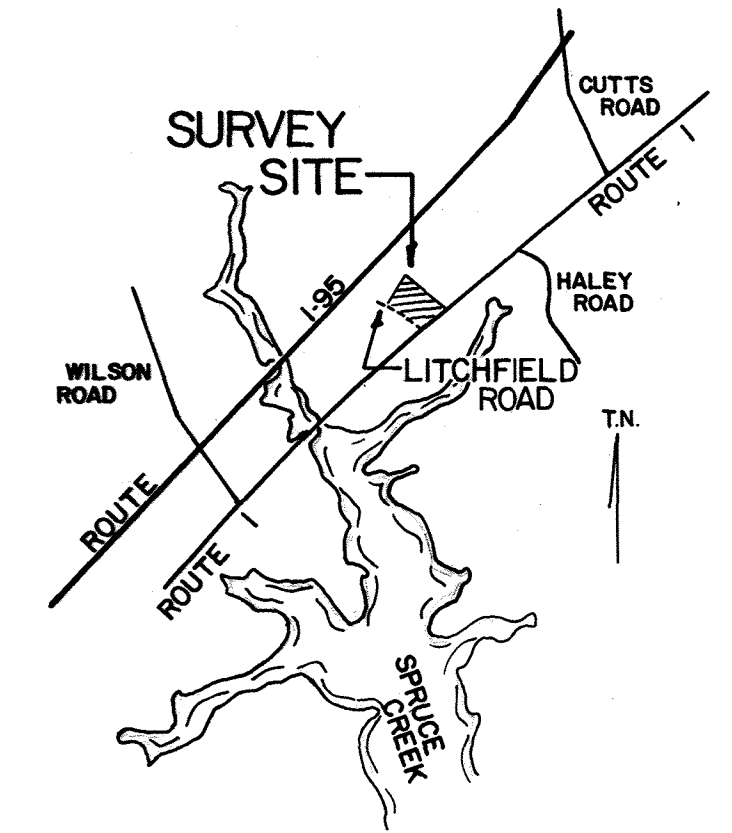 CUTTS
ROAD
SURVEY
SITE
ROUTE 1
HALEY
ROAD
I-95
WILSON
ROAD
LITCHFIELD
ROAD
T.N.
ROUTE
ROUTE 1
SPRUCE
CREEK